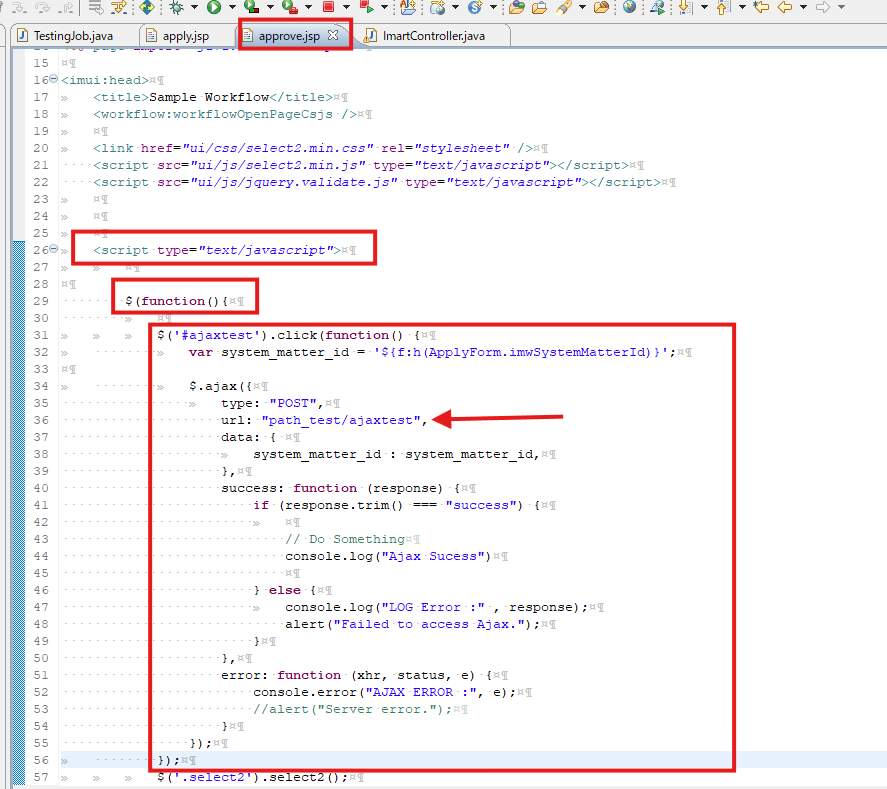 TestingJob.java apply.jsp approve.jsp ImartController.java
15
16 <imui:head>
17 <title>Sample Workflow</title>
18 <workflow:workflowOpenPageCsjs />
19
20 <link href="ui/css/select2.min.css" rel="stylesheet" />
21 <script src="ui/js/select2.min.js" type="text/javascript"></script>
22 <script src="ui/js/jquery.validate.js" type="text/javascript"></script>
23
24
25
26 <script type="text/javascript">
27
28
29 $(function(){
30
31 $('#ajaxtest').click(function() {
32 var system_matter_id = '${f:h(ApplyForm.imwSystemMatterId)}';
33
34 $.ajax({
35 type: "POST",
36 url: "path_test/ajaxtest",
37 data: {
38 system_matter_id : system_matter_id,
39 },
40 success: function (response) {
41 if (response.trim() === "success") {
42
43 // Do Something
44 console.log("Ajax Sucess")
45
46 } else {
47 console.log("LOG Error :" , response);
48 alert("Failed to access Ajax.");
49 }
50 },
51 error: function (xhr, status, e) {
52 console.error("AJAX ERROR :", e);
53 //alert("Server error.");
54 }
55 });
56 });
57 $('.select2').select2();